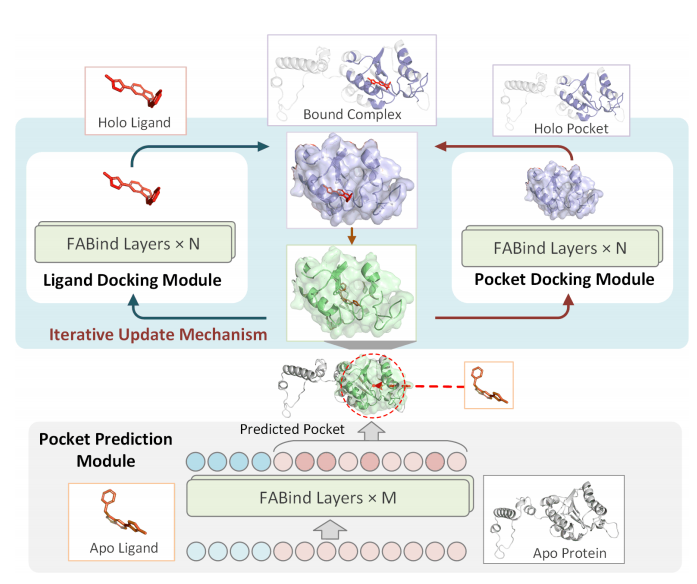 Holo Ligand
Bound Complex
Holo Pocket
FABind Layers × N
Ligand Docking Module
FABind Layers × N
Pocket Docking Module
Iterative Update Mechanism
Predicted Pocket
Pocket Prediction
Module
FABind Layers × M
Apo Ligand
Apo Protein